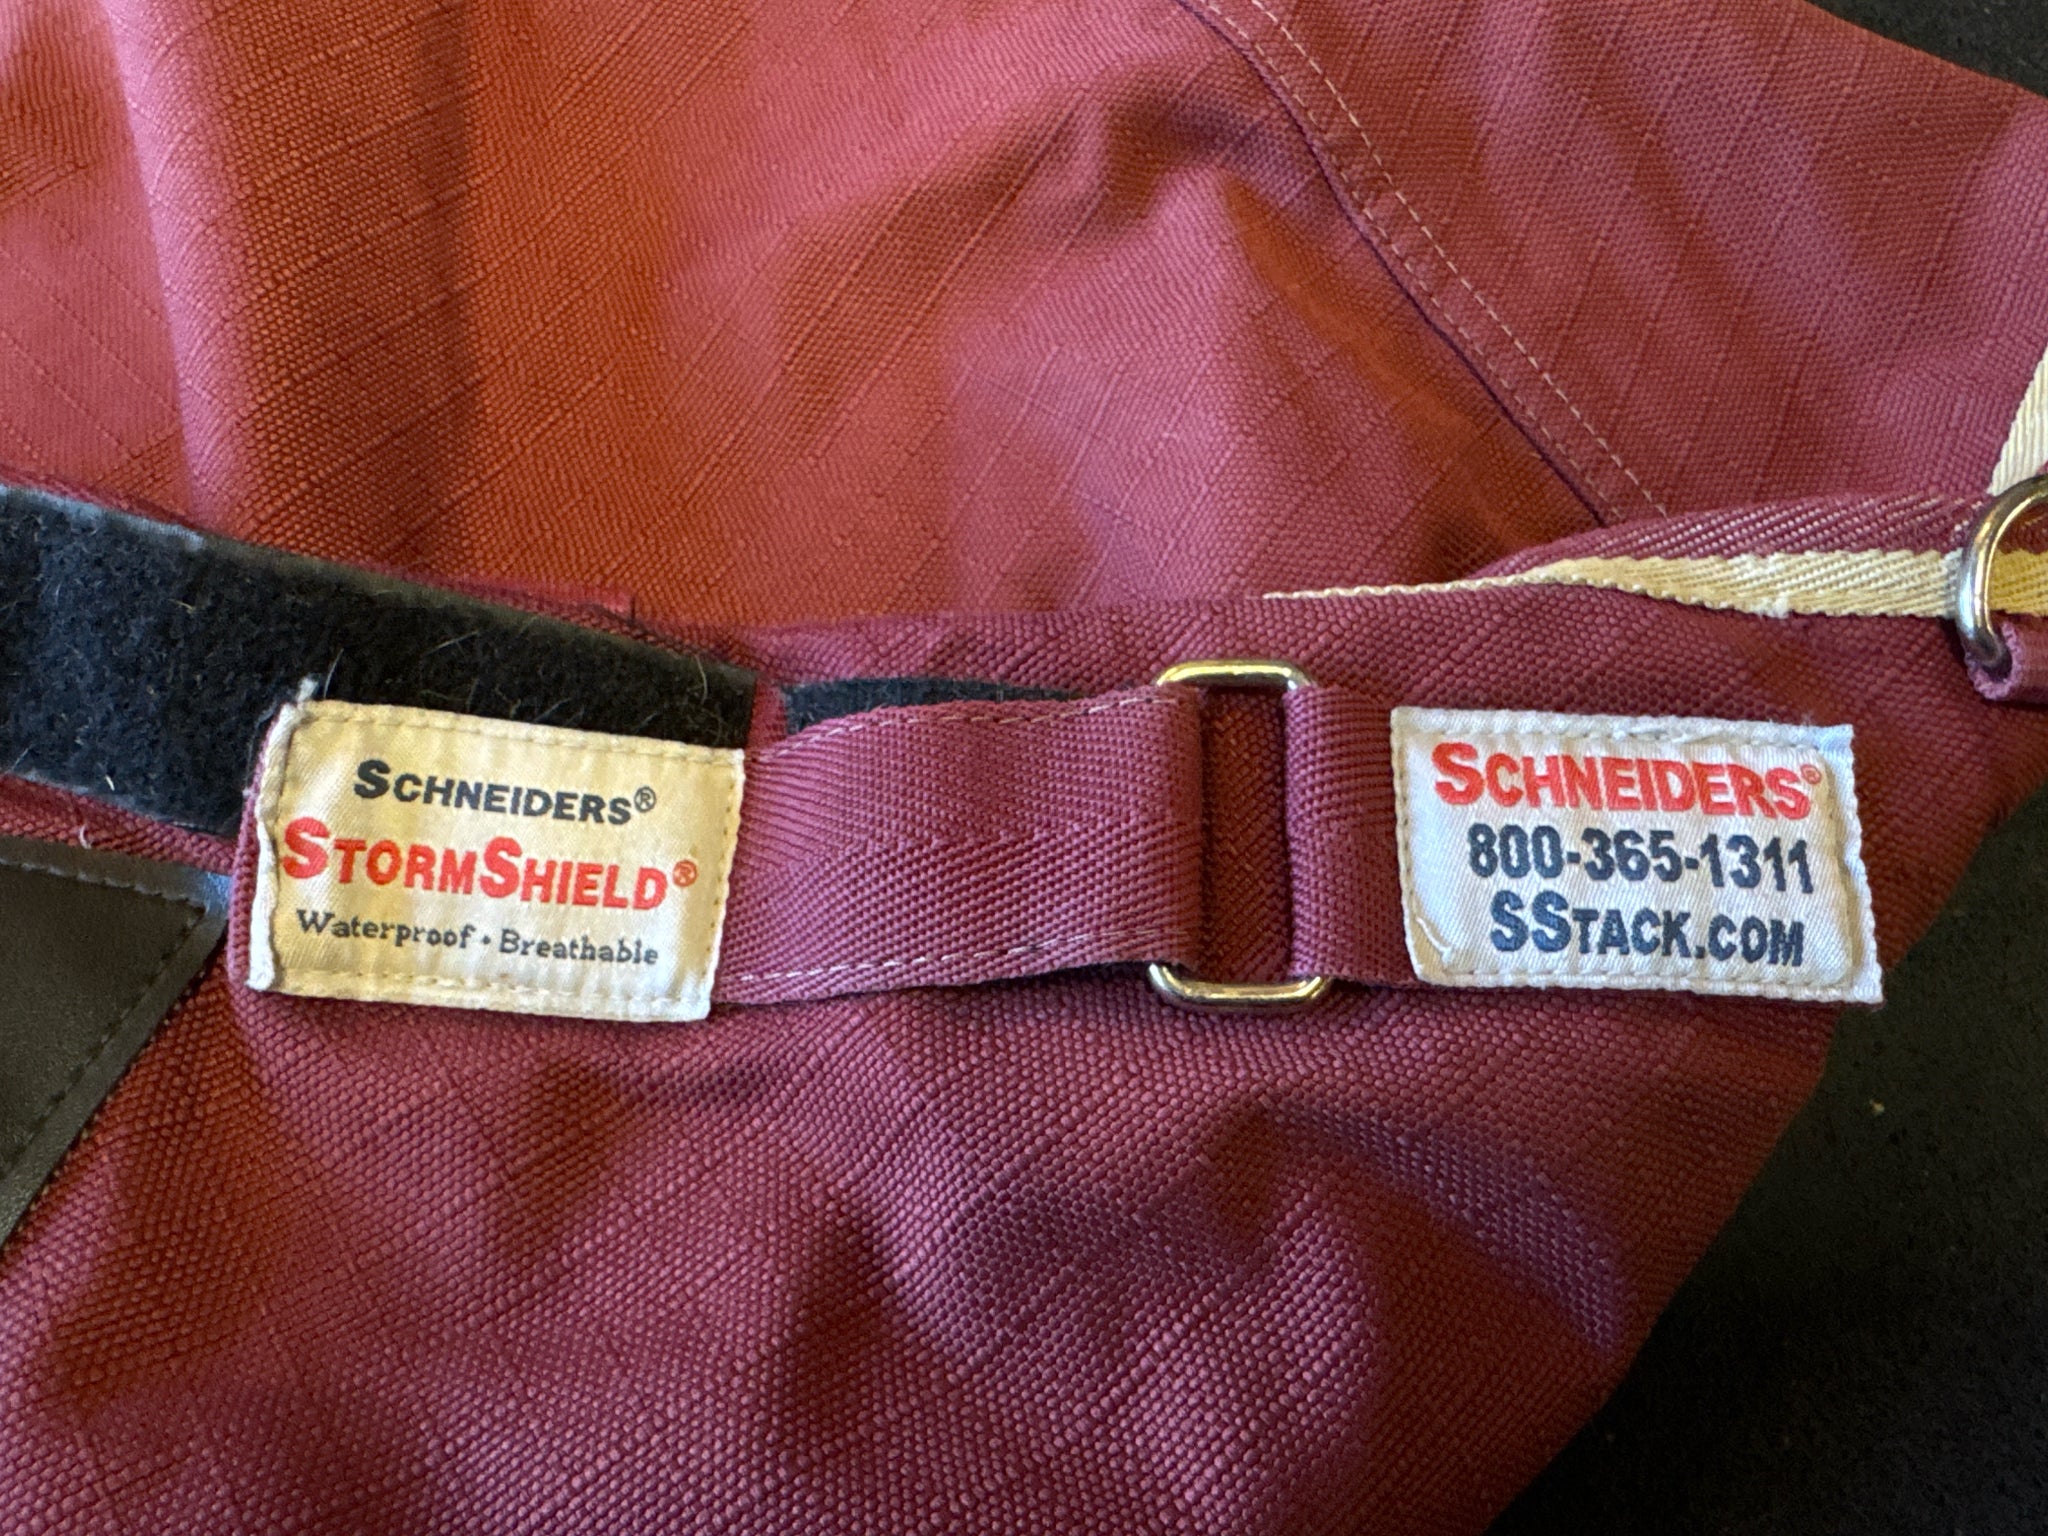 SCHNEIDERS®
STORMSHIELD®
Waterproof • Breathable
SCHNEIDERS®
800-365-1311
SSTACK.COM